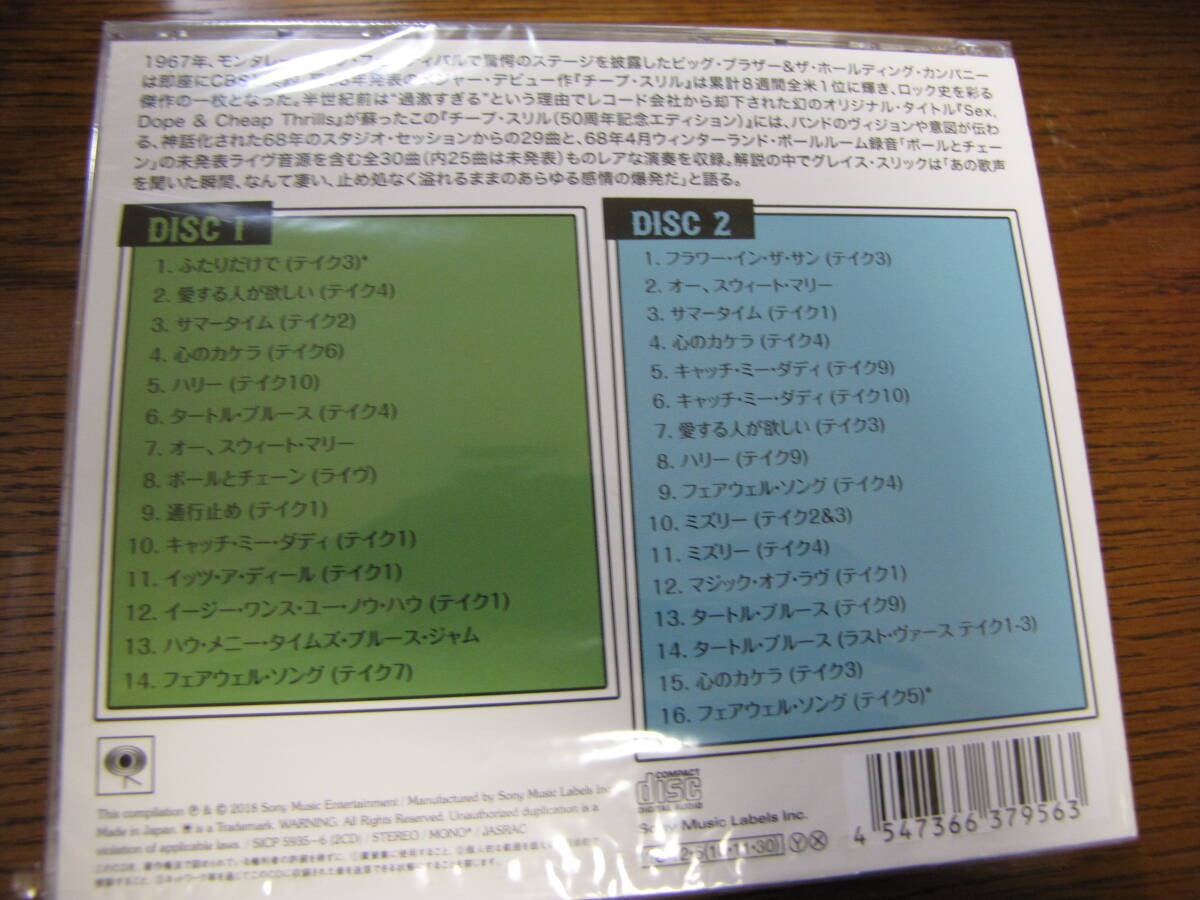 1967年、モンタレー・ 驚愕のステージを披露したビッグ・ブラザー&ザ・ホールディング・カンパニー
は即座にCBS メジャー・デビュー作『チープ・スリル』は累計8週間全米1位に輝き、ロック史を彩る
傑作の一枚となった。半世紀前は“過激すぎる”という理由でレコード会社から却下された幻のオリジナル・タイトル『Sex,
Dope & Cheap Thrills』が蘇ったこの『チープ・スリル(50周年記念エディション)』には、バンドのヴィジョンや意図が伝わ
る、神話化された68年のスタジオ・セッションからの29曲と、68年4月ウィンターランド・ボールルーム録音「ボールとチェー
ン」の未発表ライヴ音源を含む全30曲(内25曲は未発表)ものレアな演奏を収録。解説の中でグレイス・スリックは「あの歌声
を聞いた瞬間、なんて凄い、止め処なく溢れるままのあらゆる感情の爆発だ」と語る。
DISC 1
1. ふたりだけで (テイク3)*
2. 愛する人が欲しい (テイク4)
3. サマータイム (テイク2)
4. 心のカケラ (テイク6)
5. ハリー (テイク10)
6. タートル・ブルース (テイク4)
7. オー、スウィート・マリー
8. ボールとチェーン (ライヴ)
9. 通行止め (テイク1)
10. キャッチ・ミー・ダディ (テイク1)
11. イッツ・ア・ディール (テイク1)
12. イージー・ワンス・ユー・ノウ・ハウ (テイク1)
13. ハウ・メニー・タイムズ・ブルース・ジャム
14. フェアウェル・ソング (テイク7)
DISC 2
1. フラワー・イン・ザ・サン (テイク3)
2. オー、スウィート・マリー
3. サマータイム (テイク1)
4. 心のカケラ (テイク4)
5. キャッチ・ミー・ダディ (テイク9)
6. キャッチ・ミー・ダディ (テイク10)
7. 愛する人が欲しい (テイク3)
8. ハリー (テイク9)
9. フェアウェル・ソング (テイク4)
10. ミズリー (テイク2&3)
11. ミズリー (テイク4)
12. マジック・オブ・ラヴ (テイク1)
13. タートル・ブルース (テイク9)
14. タートル・ブルース (ラスト・ヴァース テイク1-3)
15. 心のカケラ (テイク3)
16. フェアウェル・ソング (テイク5)*
This compilation ℗ & © 2018 Sony Music Entertainment / Manufactured by Sony Music Labels Inc
Made in Japan. is a Trademark. WARNING: All Rights Reserved. Unauthorized duplication is a
violation of applicable laws. / SICP 5935~6 (2CD) / STEREO / MONO* / JASRAC
COMPACT
disc
DIGITAL AUDIO
Sony Music Labels Inc.
Ⓨ Ⓧ
4 547366 379563